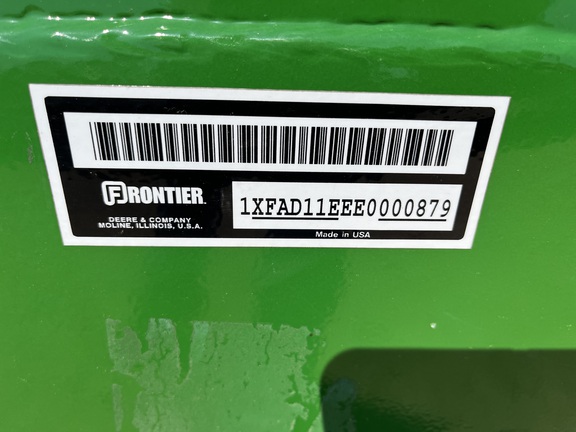 FRONTIER
DEERE & COMPANY
MOLINE, ILLINOIS, U.S.A.
1XFAD11EEE0000879
Made in USA